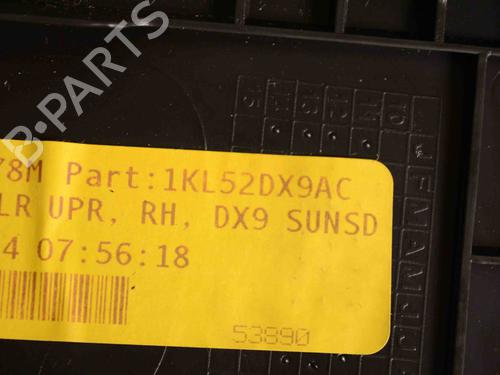 B-PARTS
78M Part:1KL52DX9AC
LR UPR, RH, DX9 SUNSD
4 07:56:18
53890